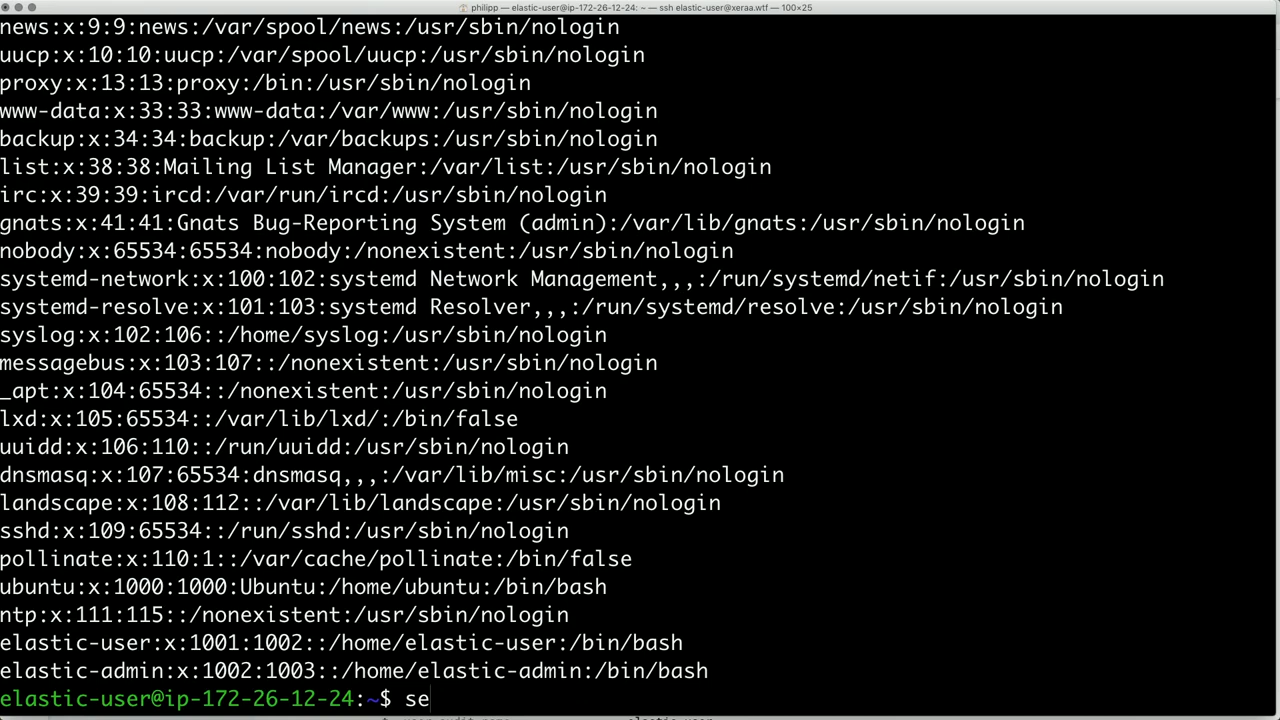 philipp — elastic-user@ip-172-26-12-24: ~ — ssh elastic-user@xeraa.wtf — 100×25
news:x:9:9:news:/var/spool/news:/usr/sbin/nologin
uucp:x:10:10:uucp:/var/spool/uucp:/usr/sbin/nologin
proxy:x:13:13:proxy:/bin:/usr/sbin/nologin
www-data:x:33:33:www-data:/var/www:/usr/sbin/nologin
backup:x:34:34:backup:/var/backups:/usr/sbin/nologin
list:x:38:38:Mailing List Manager:/var/list:/usr/sbin/nologin
irc:x:39:39:ircd:/var/run/ircd:/usr/sbin/nologin
gnats:x:41:41:Gnats Bug-Reporting System (admin):/var/lib/gnats:/usr/sbin/nologin
nobody:x:65534:65534:nobody:/nonexistent:/usr/sbin/nologin
systemd-network:x:100:102:systemd Network Management,,,:/run/systemd/netif:/usr/sbin/nologin
systemd-resolve:x:101:103:systemd Resolver,,,:/run/systemd/resolve:/usr/sbin/nologin
syslog:x:102:106::/home/syslog:/usr/sbin/nologin
messagebus:x:103:107::/nonexistent:/usr/sbin/nologin
_apt:x:104:65534::/nonexistent:/usr/sbin/nologin
lxd:x:105:65534::/var/lib/lxd/:/bin/false
uuidd:x:106:110::/run/uuidd:/usr/sbin/nologin
dnsmasq:x:107:65534:dnsmasq,,,:/var/lib/misc:/usr/sbin/nologin
landscape:x:108:112::/var/lib/landscape:/usr/sbin/nologin
sshd:x:109:65534::/run/sshd:/usr/sbin/nologin
pollinate:x:110:1::/var/cache/pollinate:/bin/false
ubuntu:x:1000:1000:Ubuntu:/home/ubuntu:/bin/bash
ntp:x:111:115::/nonexistent:/usr/sbin/nologin
elastic-user:x:1001:1002::/home/elastic-user:/bin/bash
elastic-admin:x:1002:1003::/home/elastic-admin:/bin/bash
elastic-user@ip-172-26-12-24:~$ se